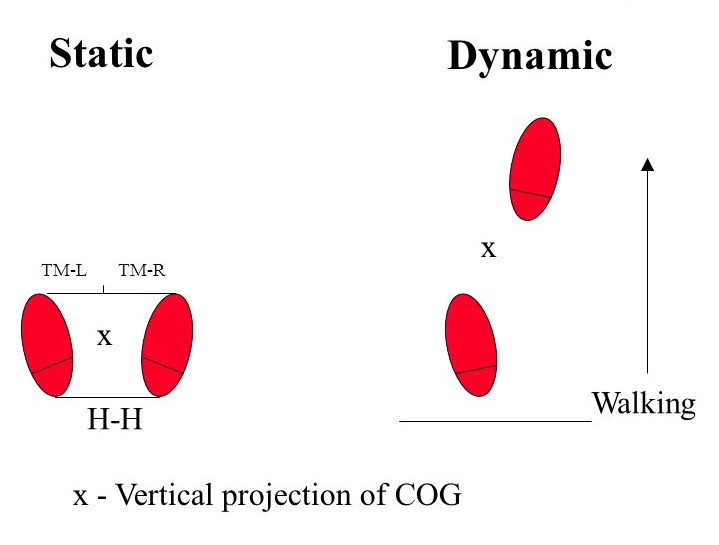 Static
Dynamic
x
TM-L TM-R
x
H-H
Walking
x - Vertical projection of COG